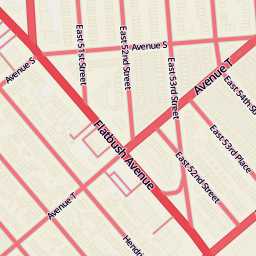 East 51st Street
East 52nd Street
Avenue S
Avenue S
East 53rd Street
Avenue T
East 54th St
Flatbush Avenue
East 53rd Place
East 52nd Street
Avenue T
Hendri